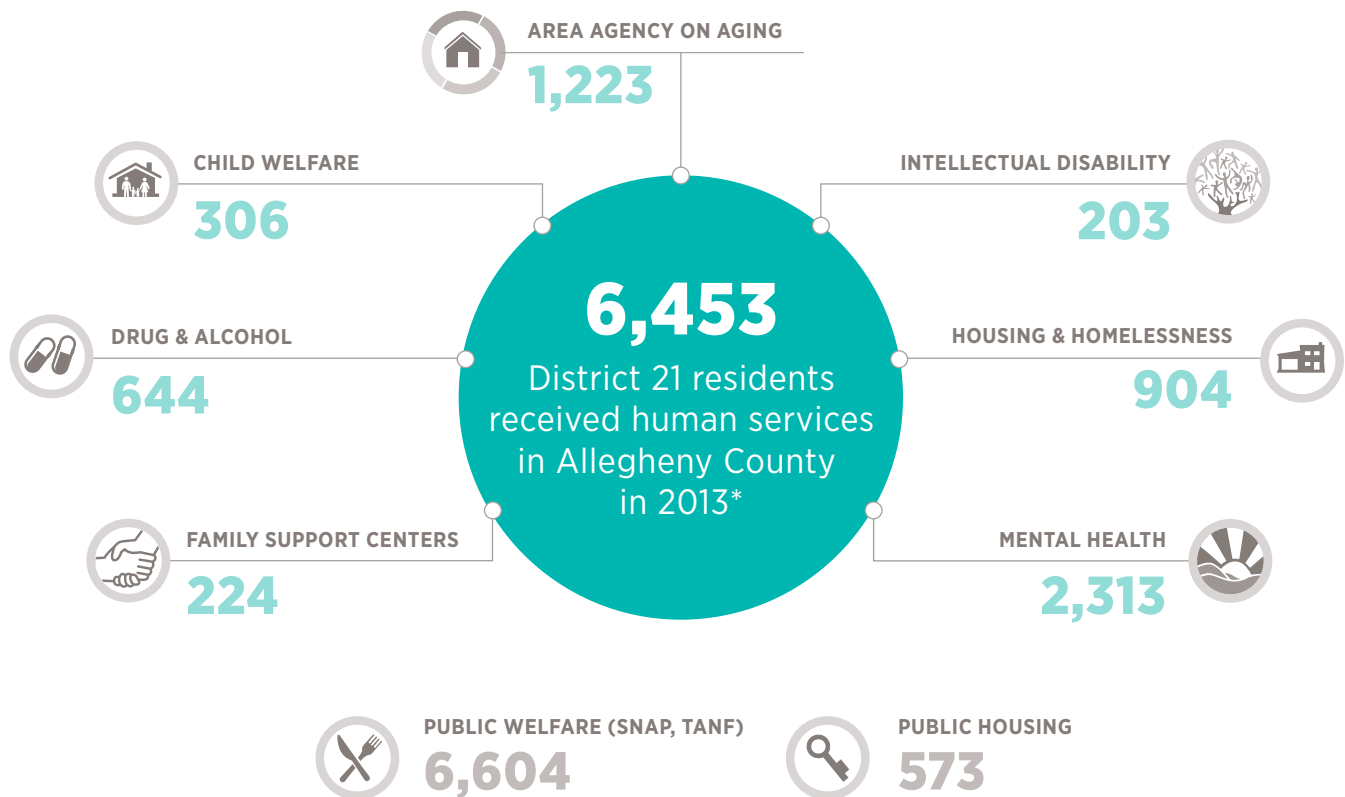 AREA AGENCY ON AGING
1,223
CHILD WELFARE
306
INTELLECTUAL DISABILITY
203
6,453
District 21 residents
received human services
in Allegheny County
in 2013*
DRUG & ALCOHOL
644
HOUSING & HOMELESSNESS
904
FAMILY SUPPORT CENTERS
224
MENTAL HEALTH
2,313
PUBLIC WELFARE (SNAP, TANF)
6,604
PUBLIC HOUSING
573